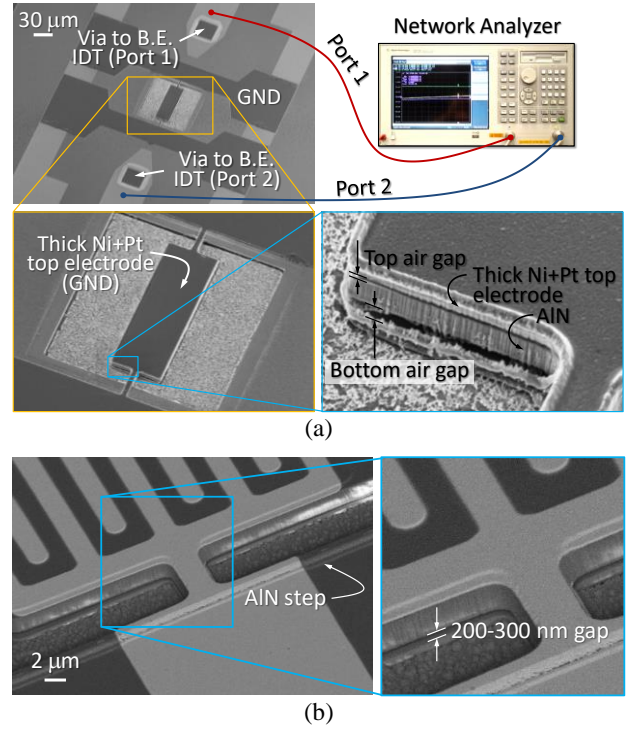 30 μm
Via to B.E.
IDT (Port 1)
Network Analyzer
Port 1
GND
Via to B.E.
IDT (Port 2)
Port 2
Thick Ni+Pt
top electrode
(GND)
Top air gap
Thick Ni+Pt top
electrode
AlN
Bottom air gap
(a)
AlN step
2 μm
200-300 nm gap
(b)